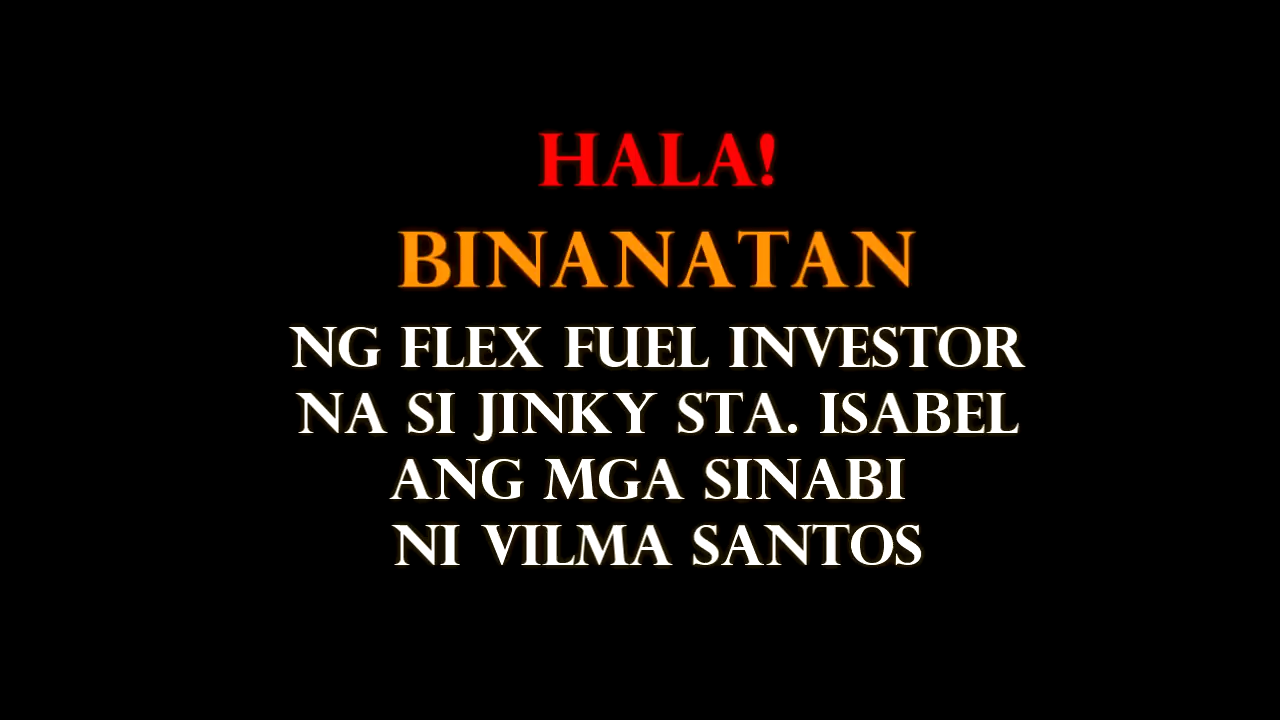 HALA!
BINANATAN
NG FLEX FUEL INVESTOR
NA SI JINKY STA. ISABEL
ANG MGA SINABI
NI VILMA SANTOS